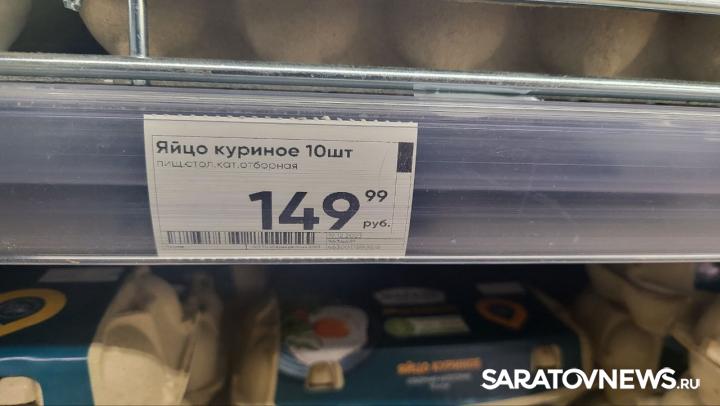 Яйцо куриное 10шт
пищ.стол.кат.отборная
149 99
руб.
ЯЙЦО КУРИНОЕ
SARATOVNEWS.RU